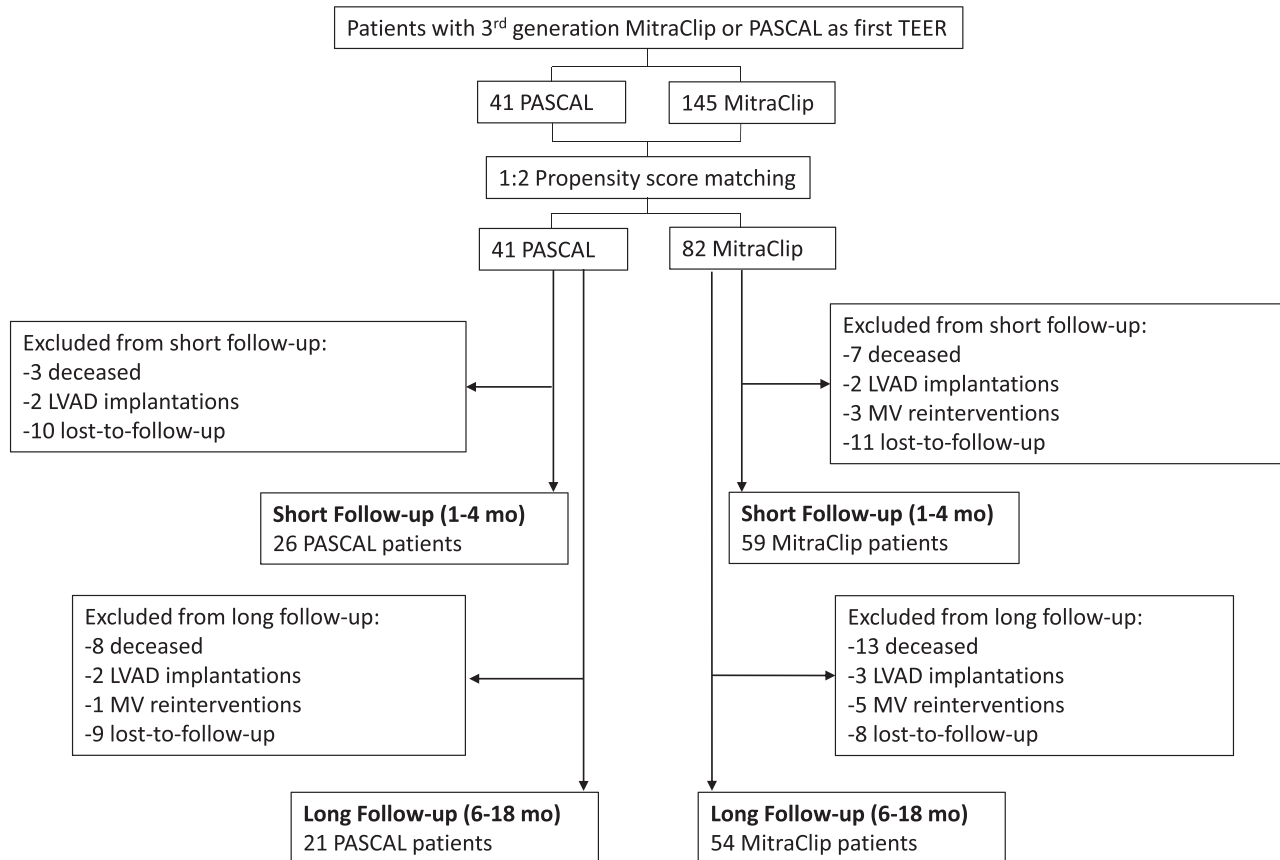 Patients with 3rd generation MitraClip or PASCAL as first TEER
41 PASCAL
145 MitraClip
1:2 Propensity score matching
41 PASCAL
82 MitraClip
Excluded from short follow-up:
-3 deceased
-2 LVAD implantations
-10 lost-to-follow-up
Excluded from short follow-up:
-7 deceased
-2 LVAD implantations
-3 MV reinterventions
-11 lost-to-follow-up
Short Follow-up (1-4 mo)
26 PASCAL patients
Short Follow-up (1-4 mo)
59 MitraClip patients
Excluded from long follow-up:
-8 deceased
-2 LVAD implantations
-1 MV reinterventions
-9 lost-to-follow-up
Excluded from long follow-up:
-13 deceased
-3 LVAD implantations
-5 MV reinterventions
-8 lost-to-follow-up
Long Follow-up (6-18 mo)
21 PASCAL patients
Long Follow-up (6-18 mo)
54 MitraClip patients